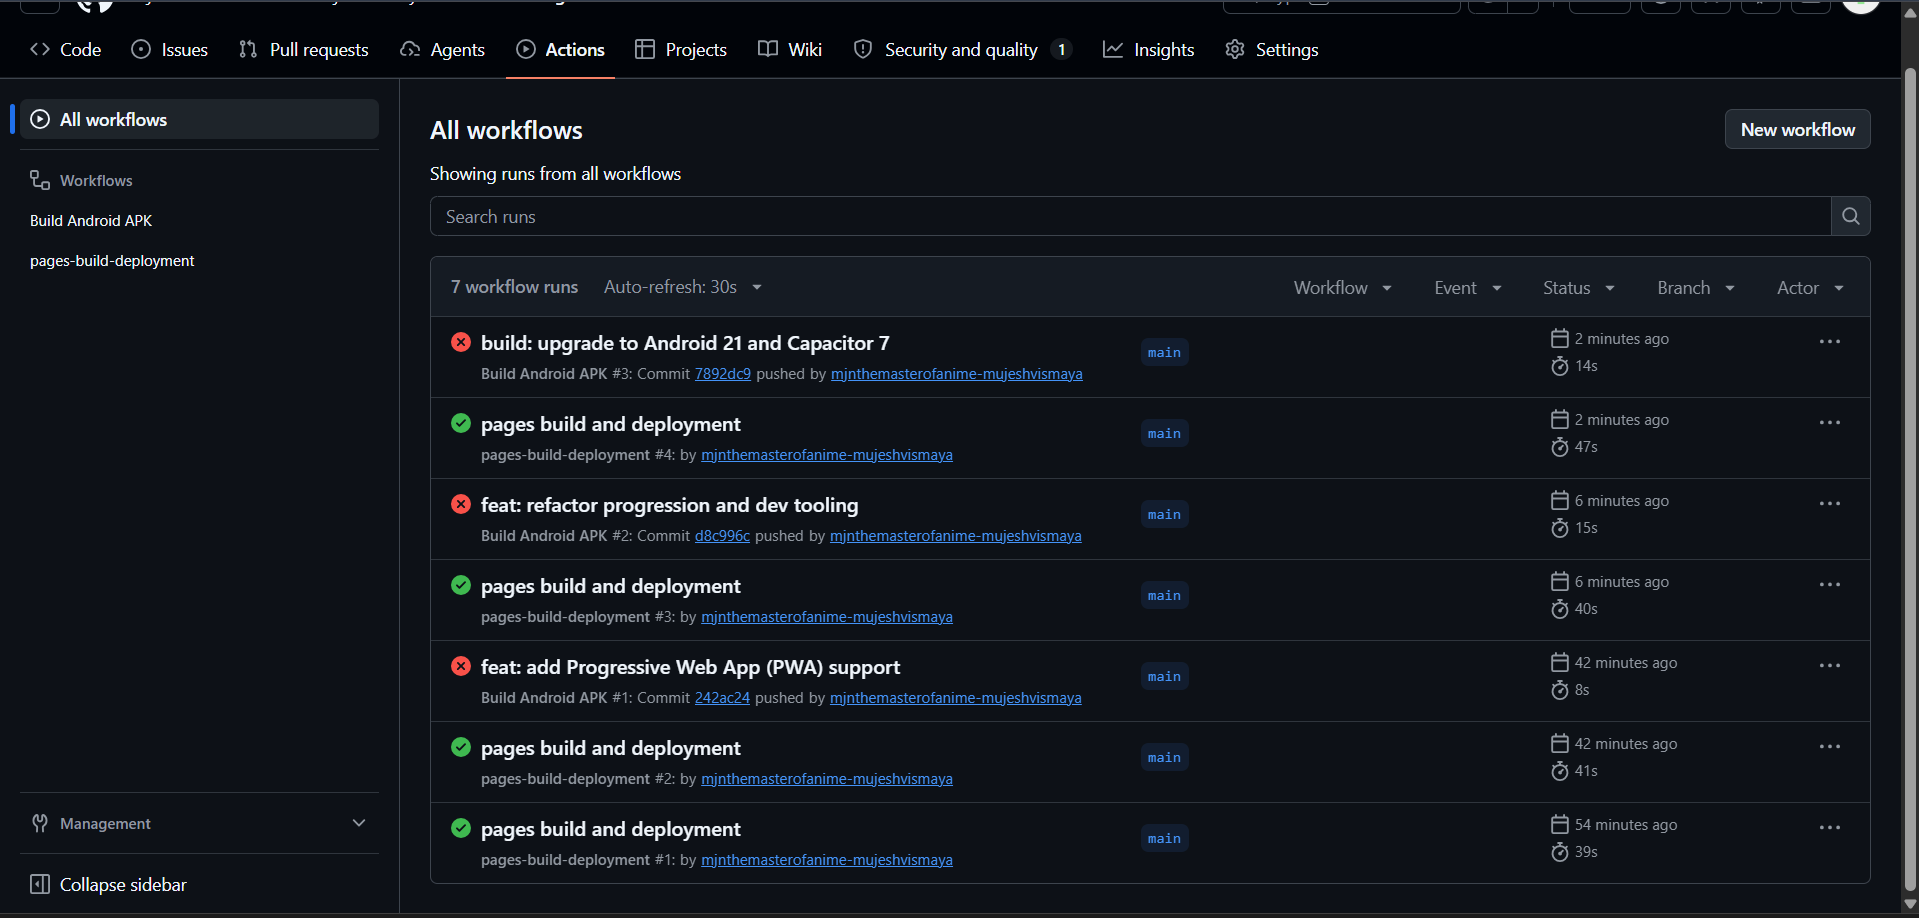 Code
Issues
Pull requests
Agents
Actions
Projects
Wiki
Security and quality 1
Insights
Settings
All workflows
Workflows
Build Android APK
pages-build-deployment
Management
Collapse sidebar
All workflows
New workflow
Showing runs from all workflows
Search runs
7 workflow runs Auto-refresh: 30s Workflow Event Status Branch Actor
build: upgrade to Android 21 and Capacitor 7
Build Android APK #3: Commit 7892dc9 pushed by mjnthemasterofanime-mujeshvismaya
main
2 minutes ago
14s
pages build and deployment
pages-build-deployment #4: by mjnthemasterofanime-mujeshvismaya
main
2 minutes ago
47s
feat: refactor progression and dev tooling
Build Android APK #2: Commit d8c996c pushed by mjnthemasterofanime-mujeshvismaya
main
6 minutes ago
15s
pages build and deployment
pages-build-deployment #3: by mjnthemasterofanime-mujeshvismaya
main
6 minutes ago
40s
feat: add Progressive Web App (PWA) support
Build Android APK #1: Commit 242ac24 pushed by mjnthemasterofanime-mujeshvismaya
main
42 minutes ago
8s
pages build and deployment
pages-build-deployment #2: by mjnthemasterofanime-mujeshvismaya
main
42 minutes ago
41s
pages build and deployment
pages-build-deployment #1: by mjnthemasterofanime-mujeshvismaya
main
54 minutes ago
39s